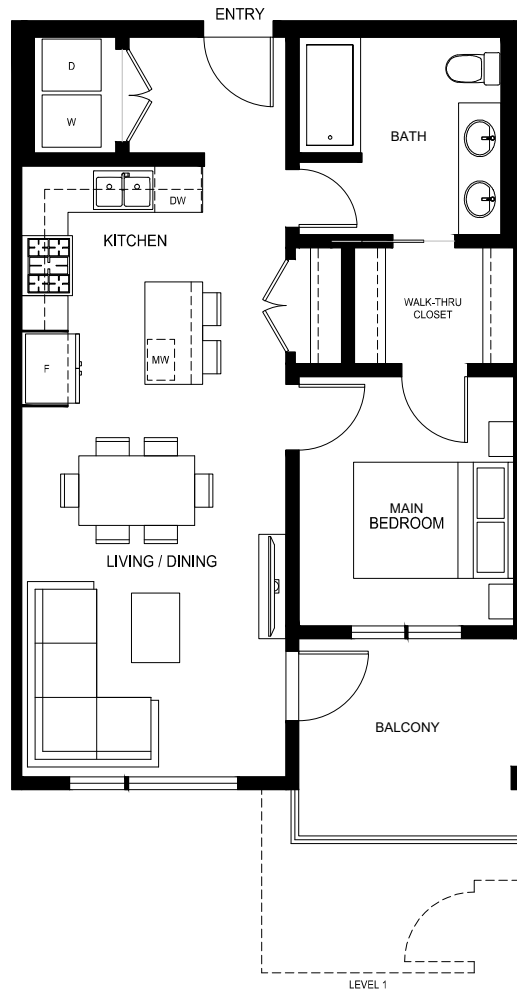 ENTRY
D
W
BATH
DW
KITCHEN
WALK-THRU
CLOSET
MW
F
MAIN
BEDROOM
LIVING / DINING
BALCONY
LEVEL 1